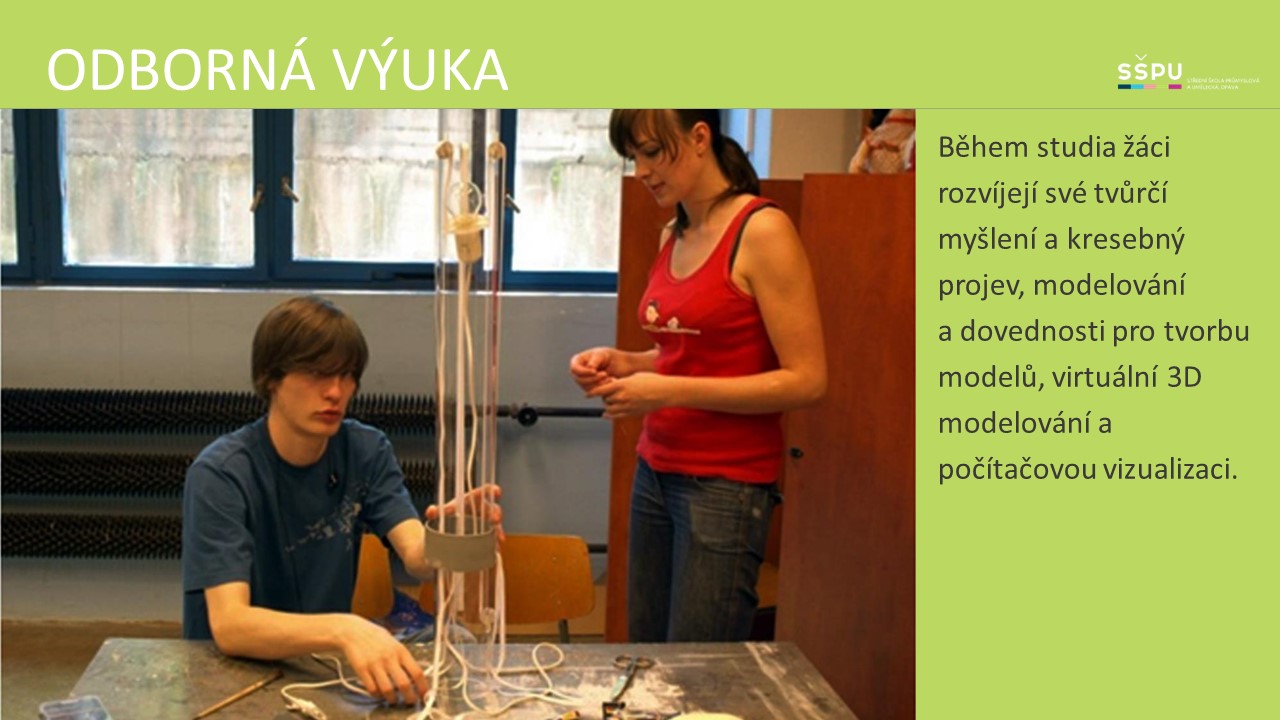 ODBORNÁ VÝUKA
SŠPU
STŘEDNÍ ŠKOLA PRŮMYSLOVÁ
A UMĚLECKÁ, OPAVA
Během studia žáci
rozvíjejí své tvůrčí
myšlení a kresebný
projev, modelování
a dovednosti pro tvorbu
modelů, virtuální 3D
modelování a
počítačovou vizualizaci.